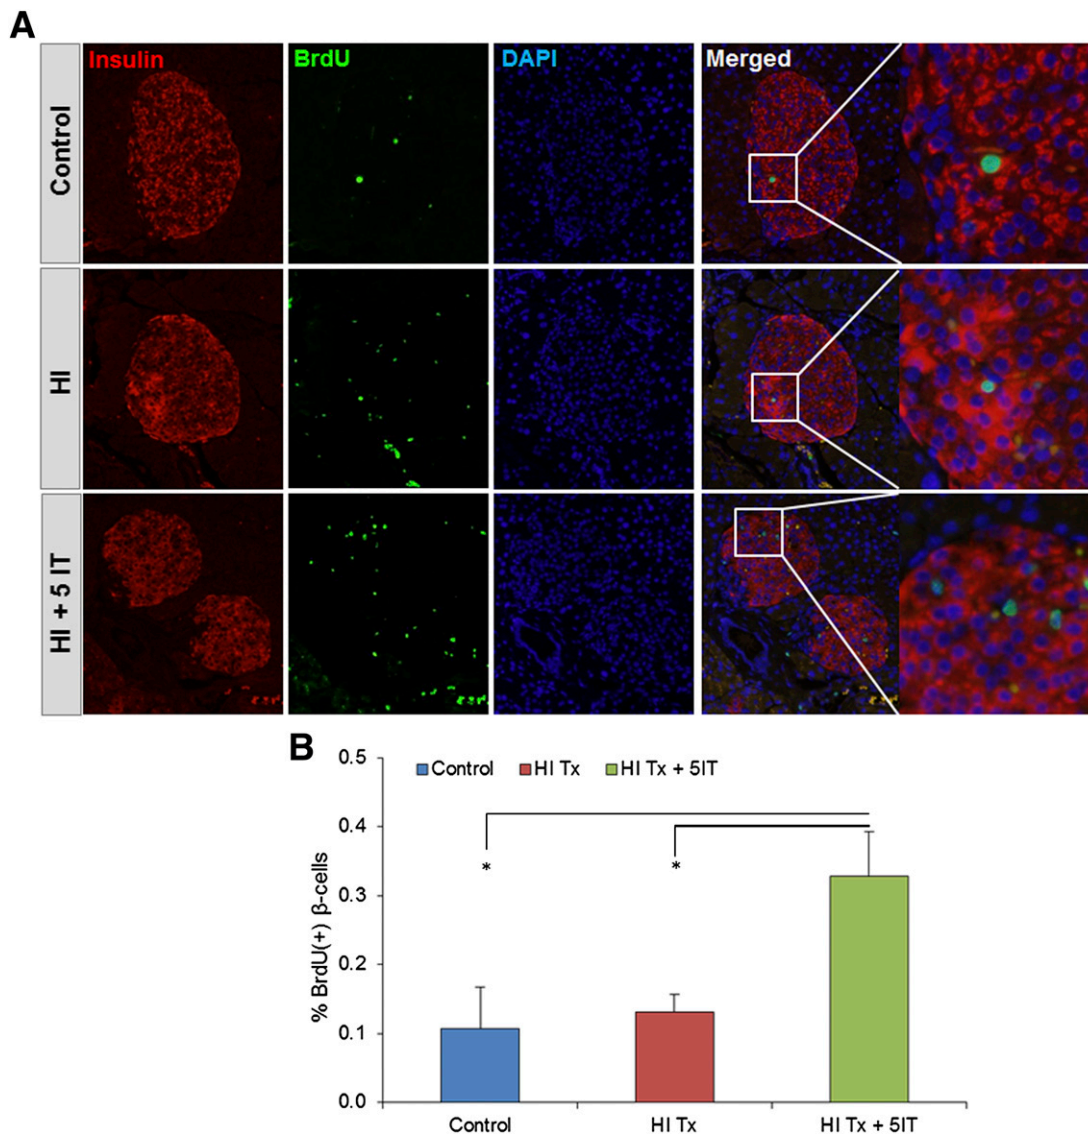 A
Insulin
BrdU
DAPI
Merged
Control
HI
HI + 5 IT
B
Control
HI Tx
HI Tx + 5IT
% BrdU(+) β-cells
0.5
0.4
0.3
0.2
0.1
0.0
*
*
Control
HI Tx
HI Tx + 5IT